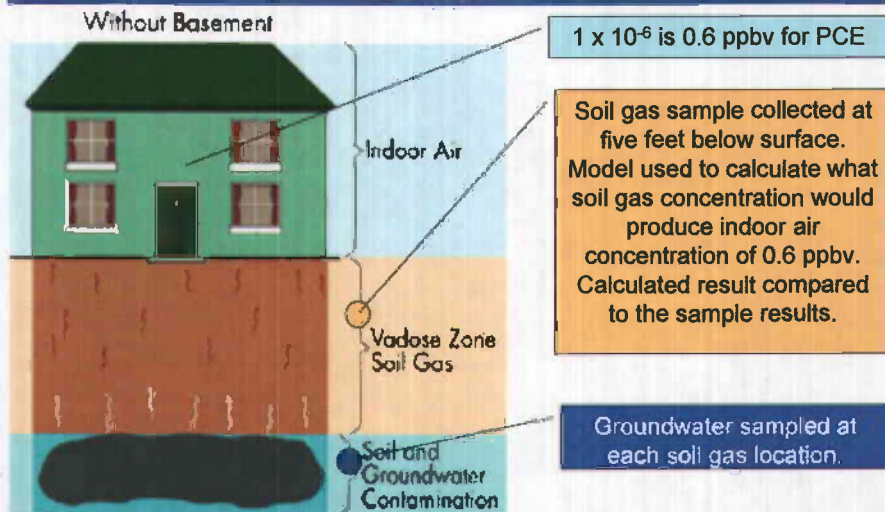 Without Basement
1 x 10⁻⁶ is 0.6 ppbv for PCE
Indoor Air
Soil gas sample collected at
five feet below surface.
Model used to calculate what
soil gas concentration would
produce indoor air
concentration of 0.6 ppbv.
Calculated result compared
to the sample results.
Vadose Zone
Soil Gas
Groundwater sampled at
each soil gas location.
Soil and
Groundwater
Contamination